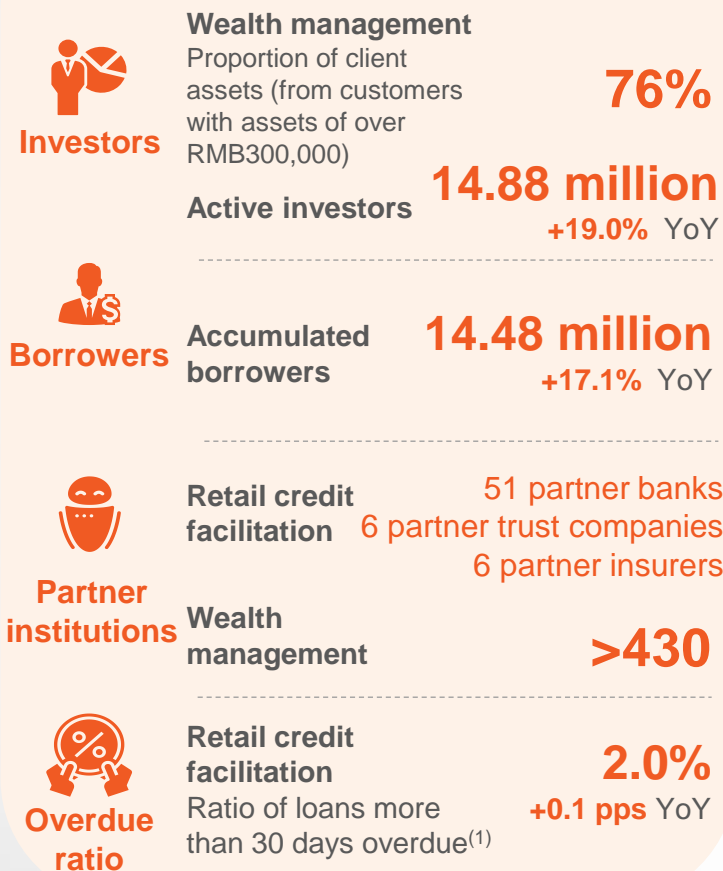 Investors
Wealth management
Proportion of client
assets (from customers
with assets of over
RMB300,000)
76%
Active investors
14.88 million
+19.0% YoY
Borrowers
Accumulated
borrowers
14.48 million
+17.1% YoY
Partner
institutions
Retail credit
facilitation
51 partner banks
6 partner trust companies
6 partner insurers
Wealth
management
>430
Overdue
ratio
Retail credit
facilitation
Ratio of loans more
than 30 days overdue(1)
2.0%
+0.1 pps YoY